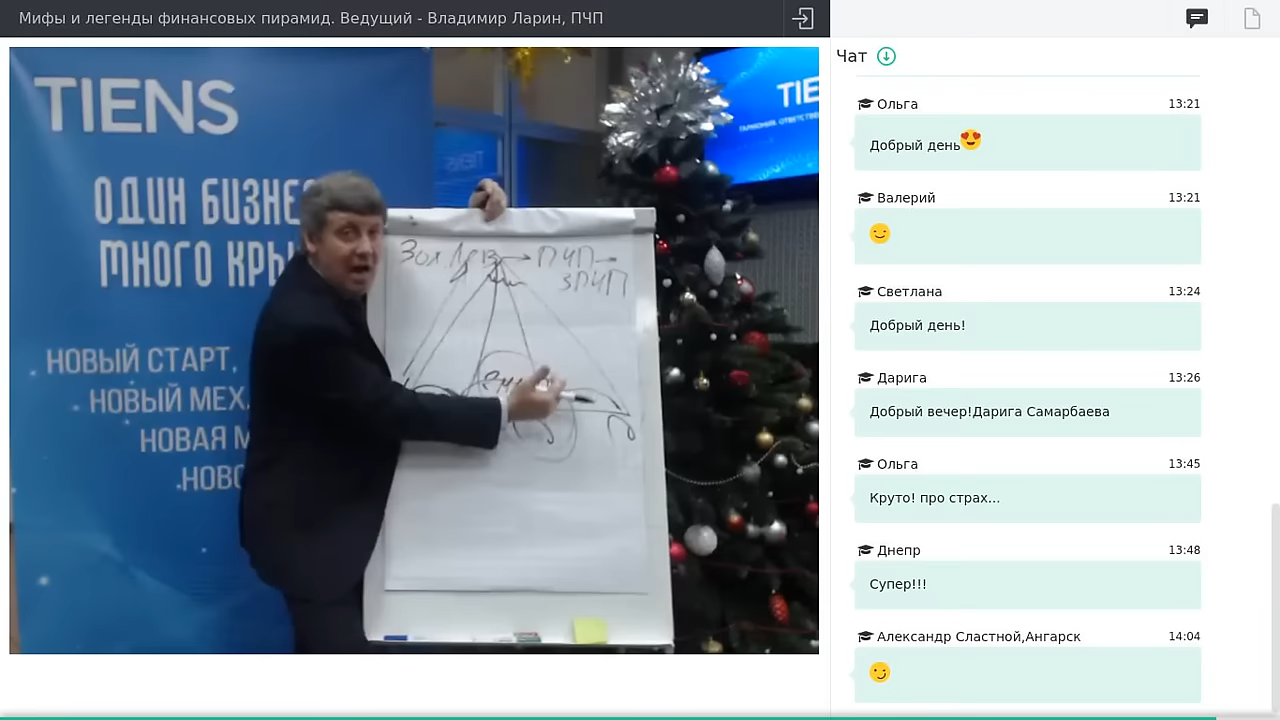 Мифы и легенды финансовых пирамид. Ведущий - Владимир Ларин, ПЧП
TIENS
ОДИН БИЗНЕ
МНОГО КРЫ
НОВЫЙ СТАРТ,
НОВЫЙ МЕХ
НОВАЯ М
НОВО
TIE
ПЧП
ЗПЧП
Чат
Ольга 13:21
Добрый день😍
Валерий 13:21
😊
Светлана 13:24
Добрый день!
Дарига 13:26
Добрый вечер!Дарига Самарбаева
Ольга 13:45
Круто! про страх...
Днепр 13:48
Супер!!!
Александр Сластной,Ангарск 14:04
😉